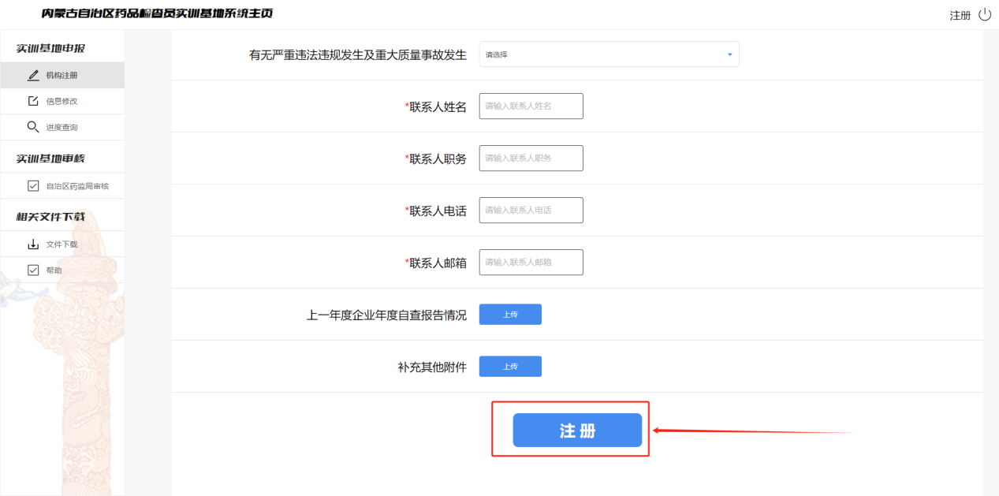 内蒙古自治区药品检查员实训基地系统主页
注册
实训基地申报
机构注册
信息修改
进度查询
实训基地审核
自治区药监局审核
相关文件下载
文件下载
帮助
有无严重违法违规发生及重大质量事故发生 请选择
*联系人姓名 请输入联系人姓名
*联系人职务 请输入联系人职务
*联系人电话 请输入联系人电话
*联系人邮箱 请输入联系人邮箱
上一年度企业年度自查报告情况 上传
补充其他附件 上传
注 册